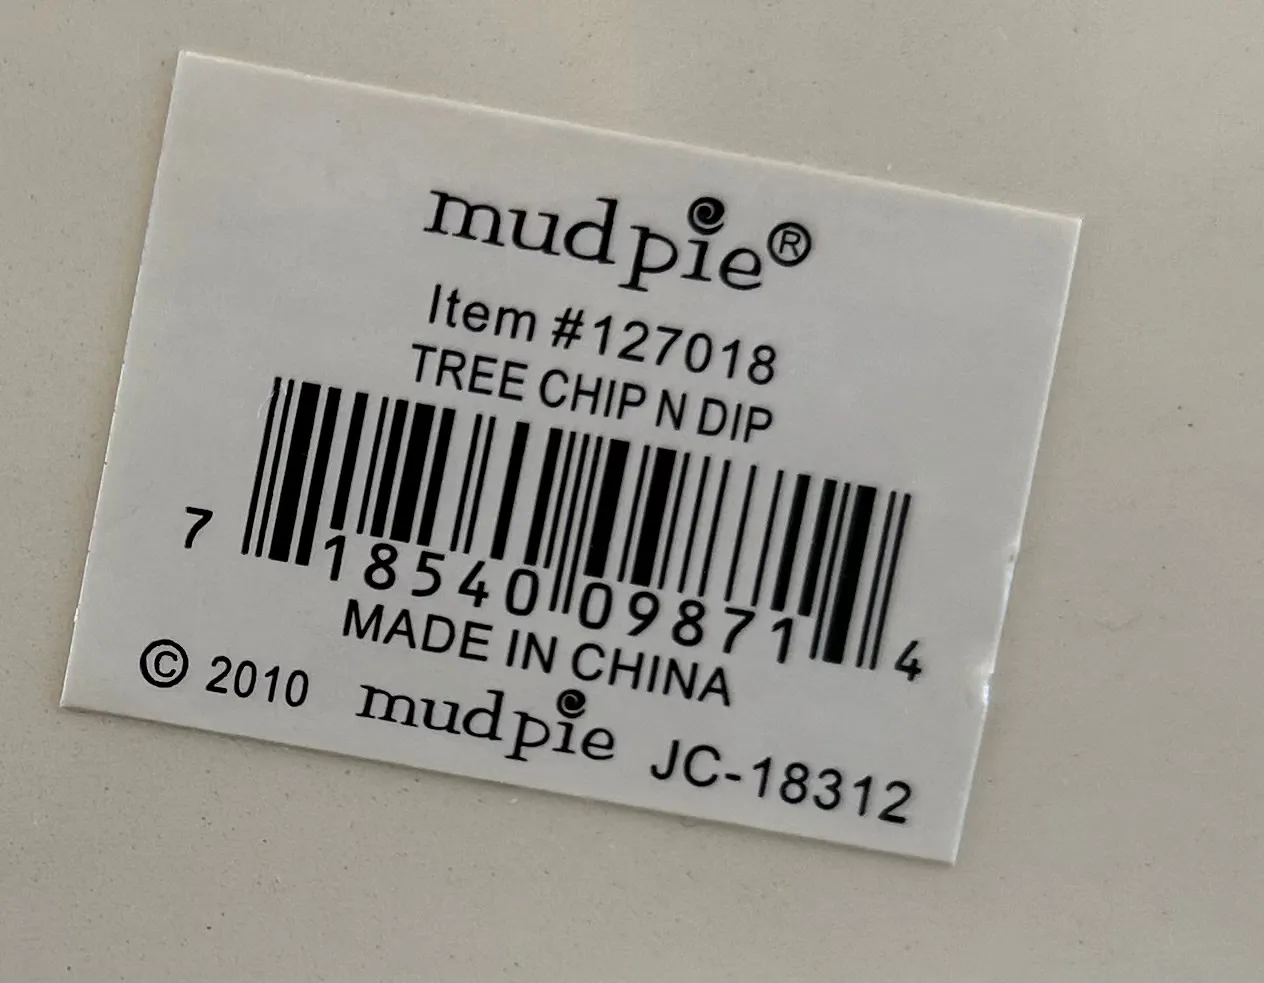 mudpie®
Item #127018
TREE CHIP N DIP
7 18540 09871 4
MADE IN CHINA
© 2010 mudpie JC-18312